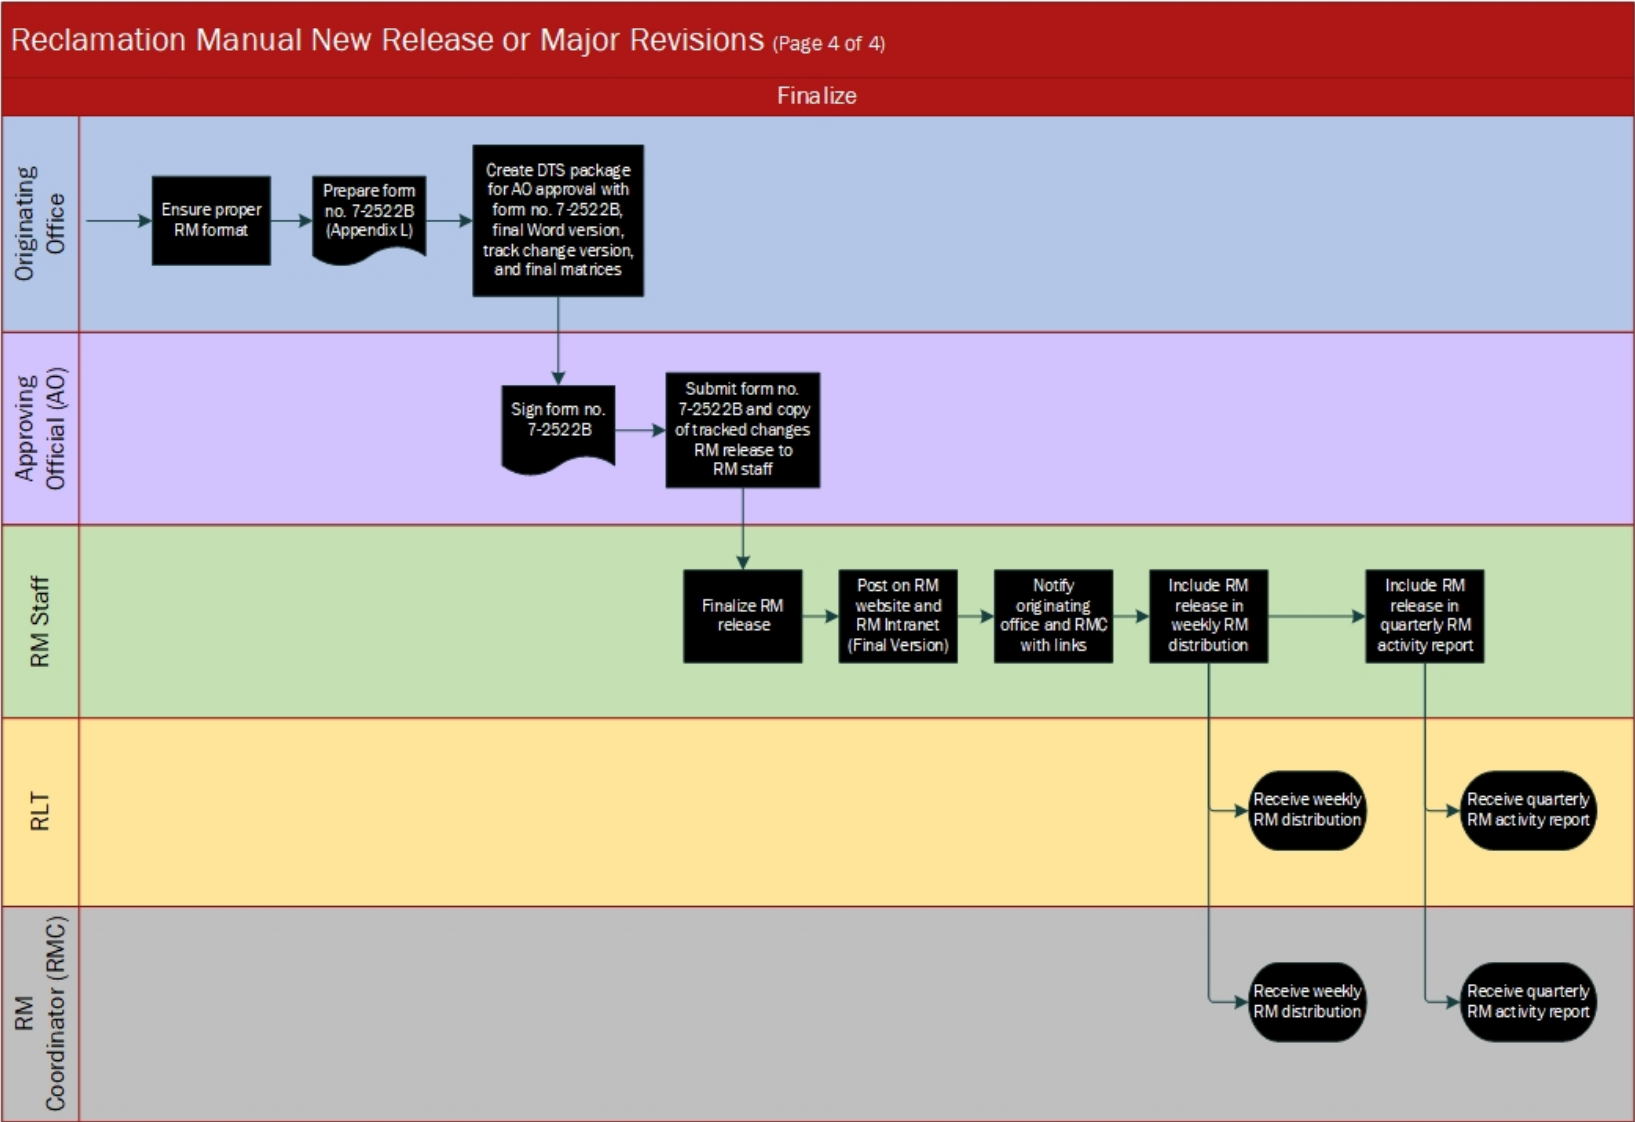 Reclamation Manual New Release or Major Revisions (Page 4 of 4)
Finalize
Originating
Office
Ensure proper
RM format
Prepare form
no. 7-2522B
(Appendix L)
Create DTS package
for AO approval with
form no. 7-2522B,
final Word version,
track change version,
and final matrices
Approving
Official (AO)
Sign form no.
7-2522B
Submit form no.
7-2522B and copy
of tracked changes
RM release to
RM staff
RM Staff
Finalize RM
release
Post on RM
website and
RM Intranet
(Final Version)
Notify
originating
office and RMC
with links
Include RM
release in
weekly RM
distribution
Include RM
release in
quarterly RM
activity report
RLT
Receive weekly
RM distribution
Receive quarterly
RM activity report
RM
Coordinator (RMC)
Receive weekly
RM distribution
Receive quarterly
RM activity report